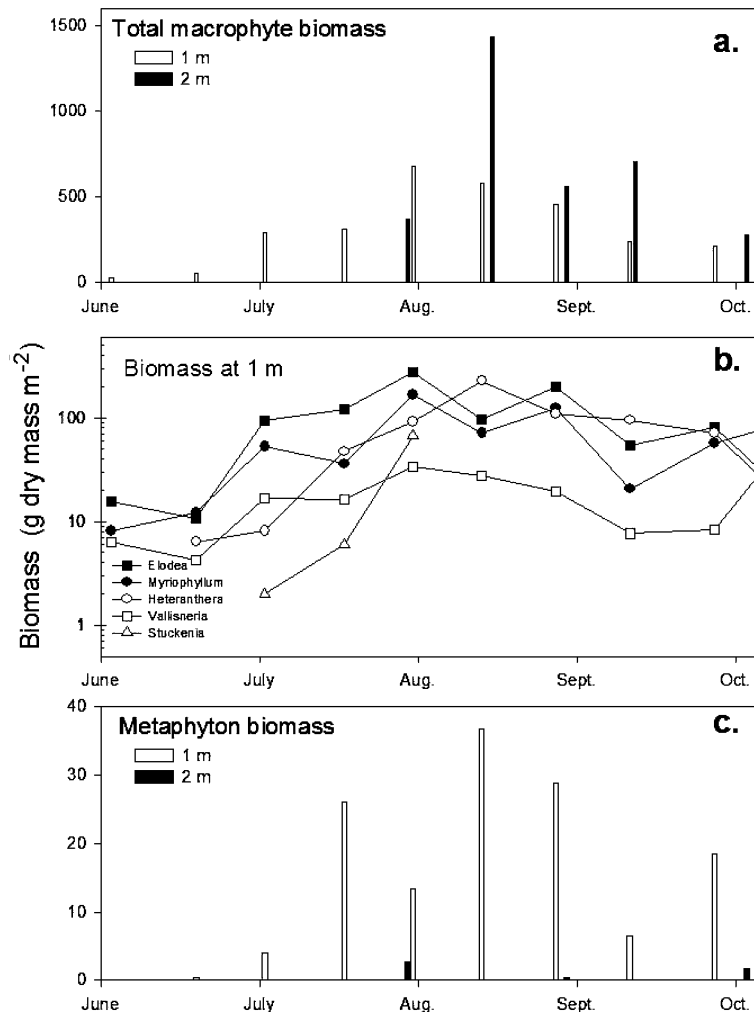 Total macrophyte biomass
a.
1 m
2 m
1500
1000
500
0
June July Aug. Sept. Oct.
Biomass (g dry mass m-2)
Biomass at 1 m
b.
100
10
1
Elodea
Myriophyllum
Heteranthera
Vallisneria
Stuckenia
June July Aug. Sept. Oct.
Metaphyton biomass
c.
1 m
2 m
40
30
20
10
0
June July Aug. Sept. Oct.